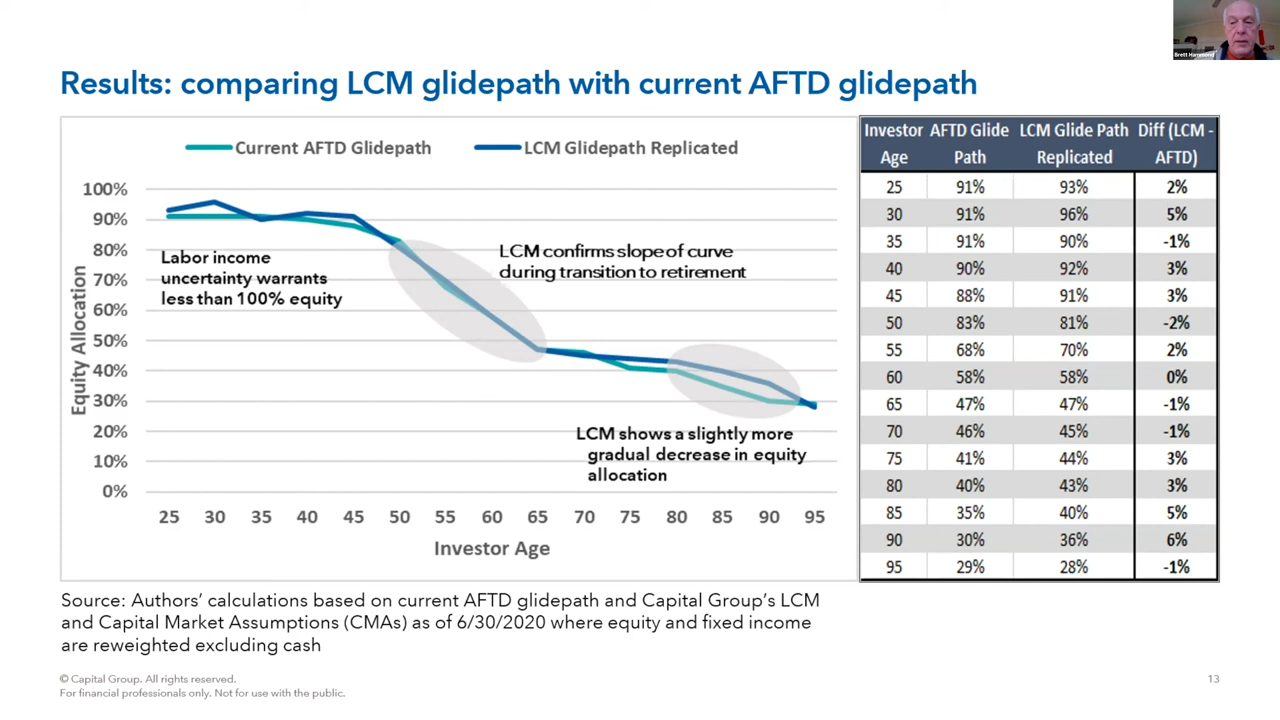 Brett Hammond
Results: comparing LCM glidepath with current AFTD glidepath
Current AFTD Glidepath
LCM Glidepath Replicated
100%
90%
80%
70%
60%
50%
40%
30%
20%
10%
0%
Equity Allocation
Labor income
uncertainty warrants
less than 100% equity
LCM confirms slope of curve
during transition to retirement
LCM shows a slightly more
gradual decrease in equity
allocation
25 30 35 40 45 50 55 60 65 70 75 80 85 90 95
Investor Age
Investor AFTD Glide LCM Glide Path Diff (LCM -
Age Path Replicated AFTD)
25 91% 93% 2%
30 91% 96% 5%
35 91% 90% -1%
40 90% 92% 3%
45 88% 91% 3%
50 83% 81% -2%
55 68% 70% 2%
60 58% 58% 0%
65 47% 47% -1%
70 46% 45% -1%
75 41% 44% 3%
80 40% 43% 3%
85 35% 40% 5%
90 30% 36% 6%
95 29% 28% -1%
Source: Authors’ calculations based on current AFTD glidepath and Capital Group’s LCM
and Capital Market Assumptions (CMAs) as of 6/30/2020 where equity and fixed income
are reweighted excluding cash
© Capital Group. All rights reserved.
For financial professionals only. Not for use with the public.
13